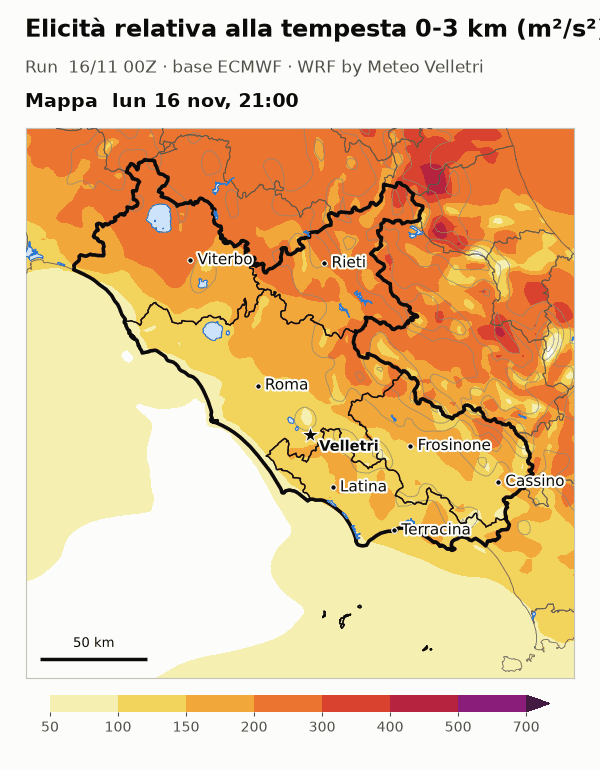 Elicità relativa alla tempesta 0-3 km (m²/s²)
Run 16/11 00Z · base ECMWF · WRF by Meteo Velletri
Mappa lun 16 nov, 21:00
Viterbo
Rieti
Roma
Velletri
Frosinone
Cassino
Latina
Terracina
50 km
50 100 150 200 300 400 500 700